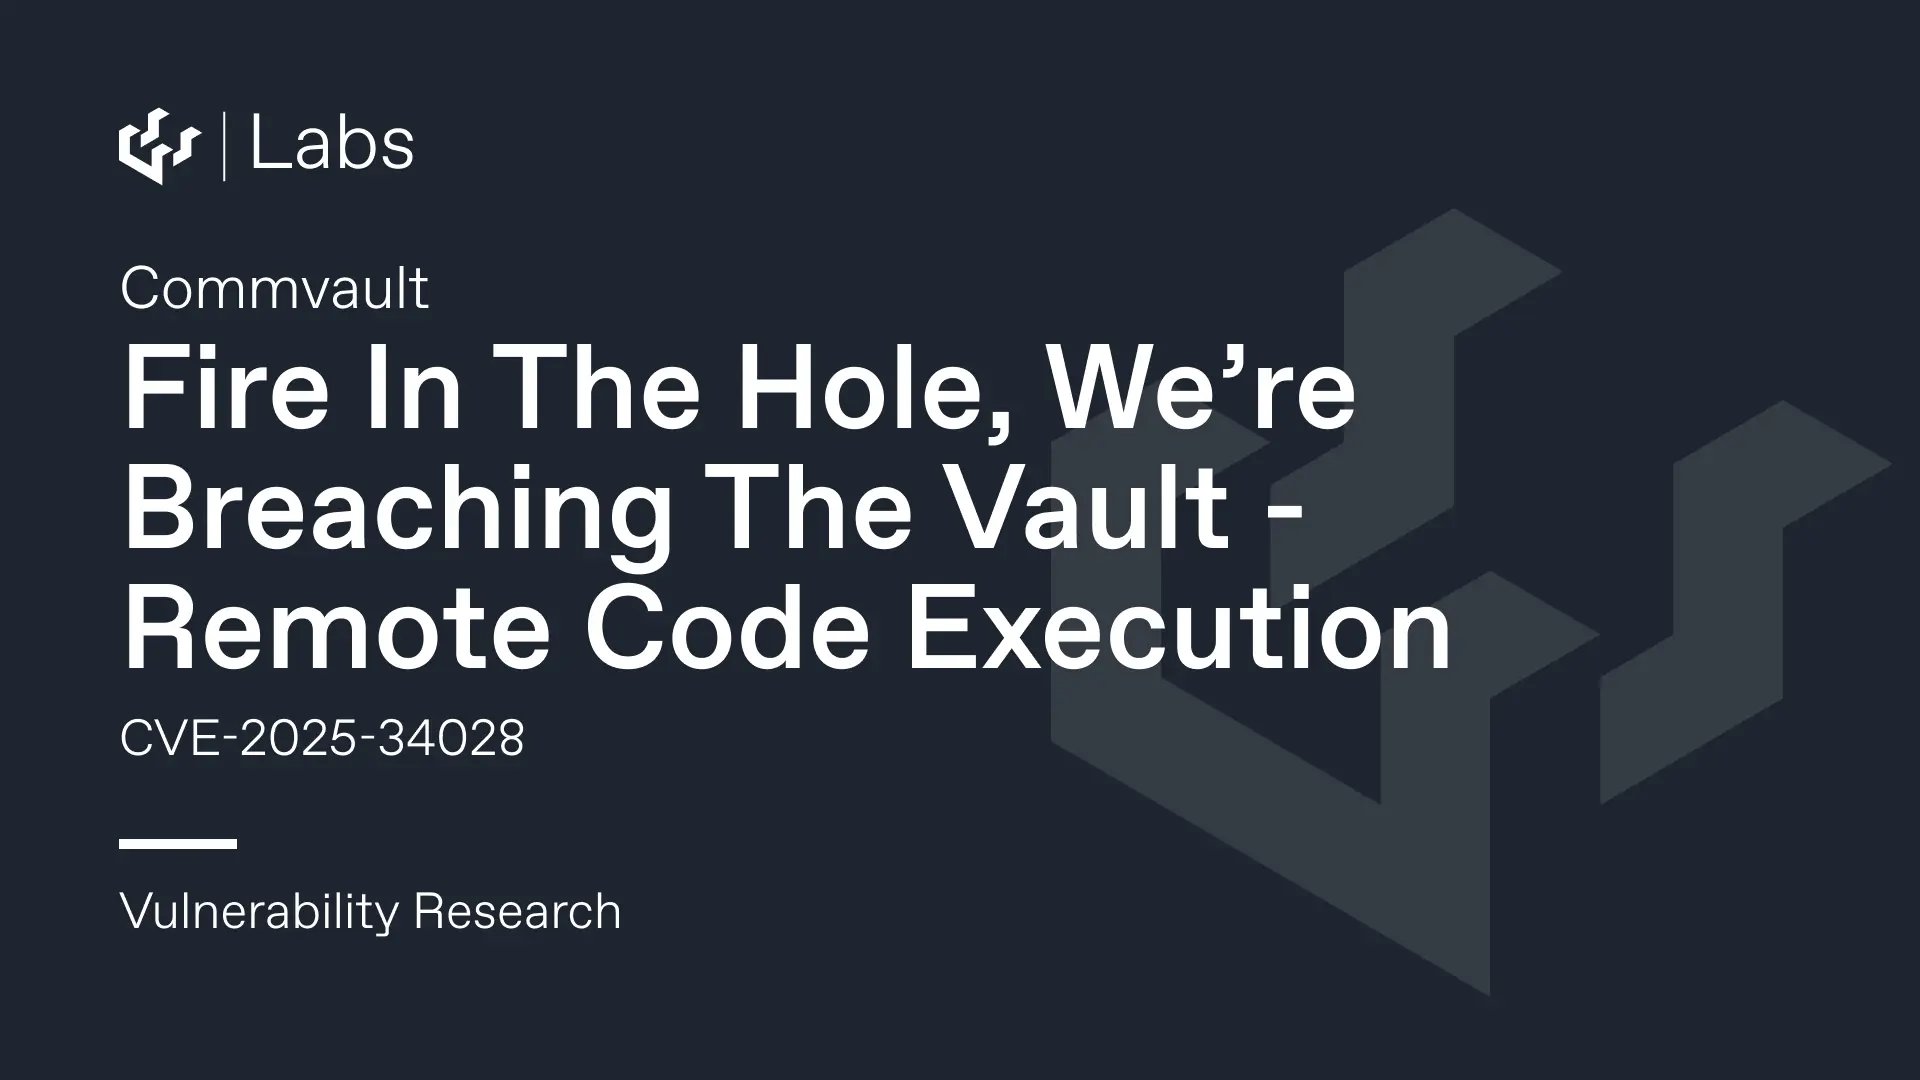 Labs
Commvault
Fire In The Hole, We’re
Breaching The Vault -
Remote Code Execution
CVE-2025-34028
Vulnerability Research